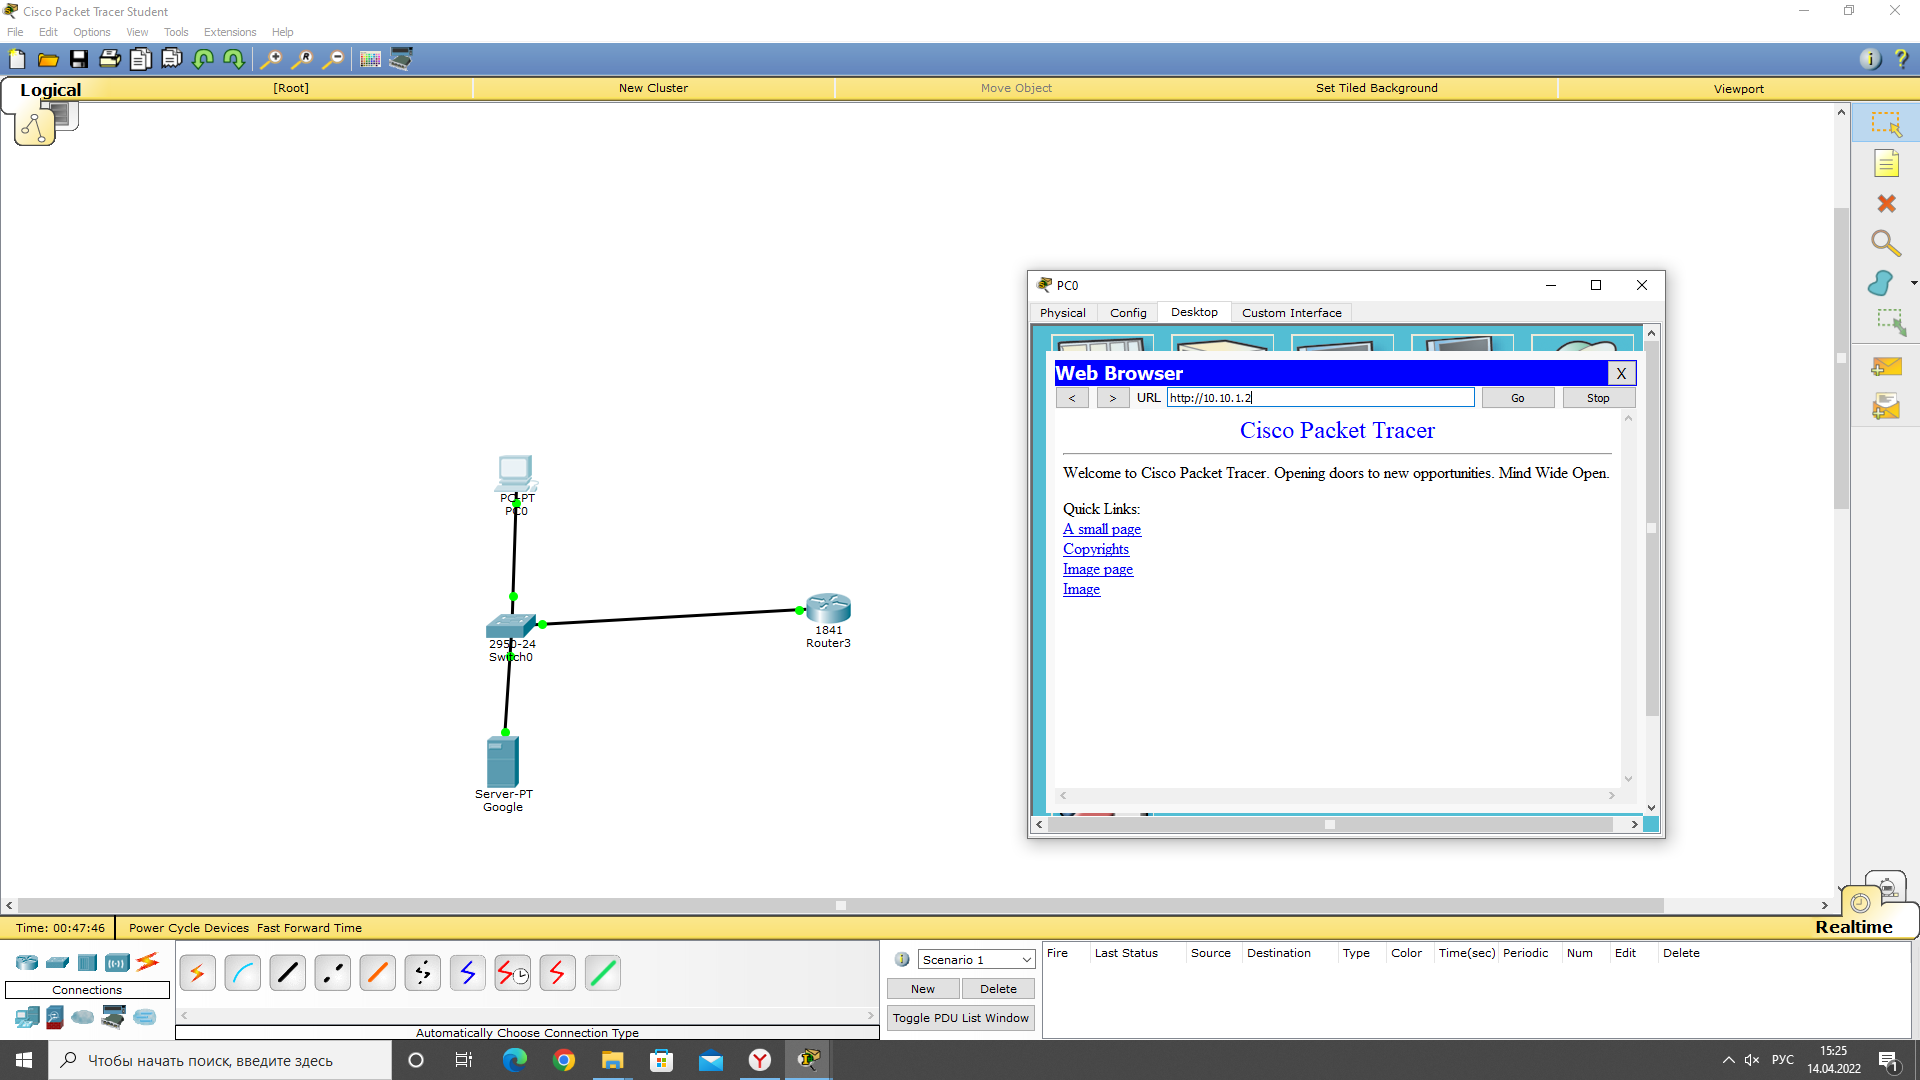 Cisco Packet Tracer Student
File Edit Options View Tools Extensions Help
Logical [Root] New Cluster Move Object Set Tiled Background Viewport
PC0
Physical Config Desktop Custom Interface
Web Browser X
< > URL http://10.10.1.2 Go Stop
Cisco Packet Tracer
Welcome to Cisco Packet Tracer. Opening doors to new opportunities. Mind Wide Open.
Quick Links:
A small page
Copyrights
Image page
Image
PC-PT
PC0
2950-24
Switch0
1841
Router3
Server-PT
Google
Time: 00:47:46 Power Cycle Devices Fast Forward Time Realtime
Connections
Automatically Choose Connection Type
Scenario 1
New Delete
Toggle PDU List Window
Fire Last Status Source Destination Type Color Time(sec) Periodic Num Edit Delete
Чтобы начать поиск, введите здесь
РУС
15:25
14.04.2022
1